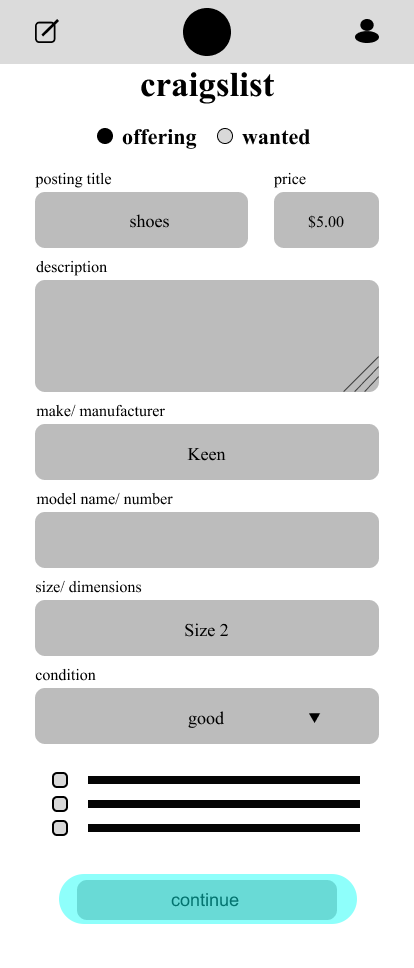 craigslist
offering wanted
posting title price
shoes $5.00
description
make/ manufacturer
Keen
model name/ number
size/ dimensions
Size 2
condition
good
continue